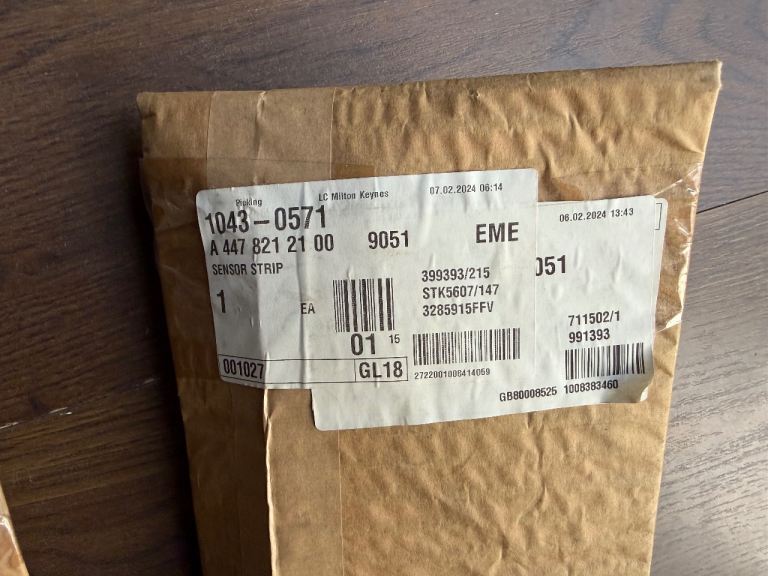 Picking LC Milton Keynes 07.02.2024 06:14
1043-0571
A 447 821 21 00 9051 EME
SENSOR STRIP
1 EA
399393/215
STK5607/147
3285915FFV
01 15
001027 GL18
2722001008414059
06.02.2024 13:43
051
711502/1
991393
GB80008525 1008383460